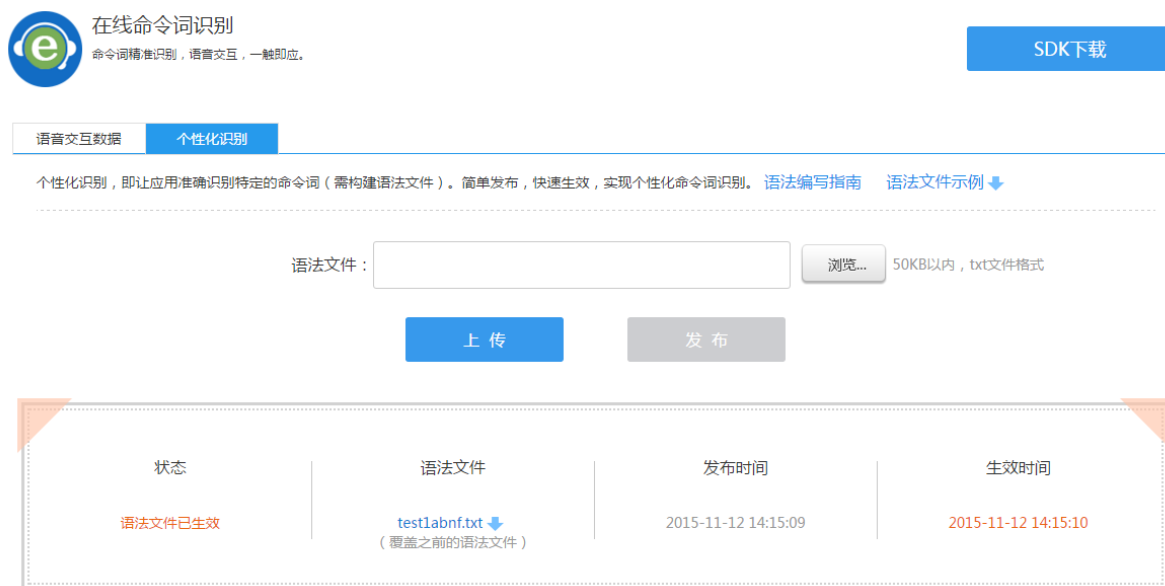 在线命令词识别
命令词精准识别，语音交互，一触即应。
SDK下载
语音交互数据 个性化识别
个性化识别，即让应用准确识别特定的命令词（需构建语法文件）。简单发布，快速生效，实现个性化命令词识别。 语法编写指南 语法文件示例
语法文件： 浏览... 50KB以内，txt文件格式
上 传 发 布
状态 语法文件 发布时间 生效时间
语法文件已生效 test1abnf.txt 2015-11-12 14:15:09 2015-11-12 14:15:10
（覆盖之前的语法文件）